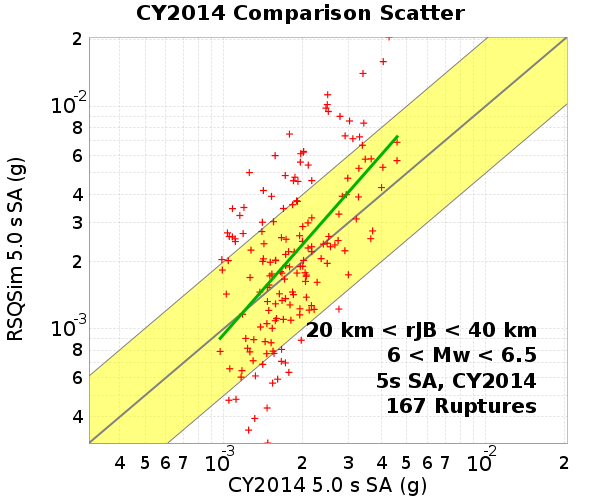 CY2014 Comparison Scatter
RSQSim 5.0 s SA (g)
2
10-2
8
6
4
3
2
10-3
8
6
4
20 km < rJB < 40 km
6 < Mw < 6.5
5s SA, CY2014
167 Ruptures
4 5 6 7 10-3 2 3 4 5 6 7 10-2 2
CY2014 5.0 s SA (g)